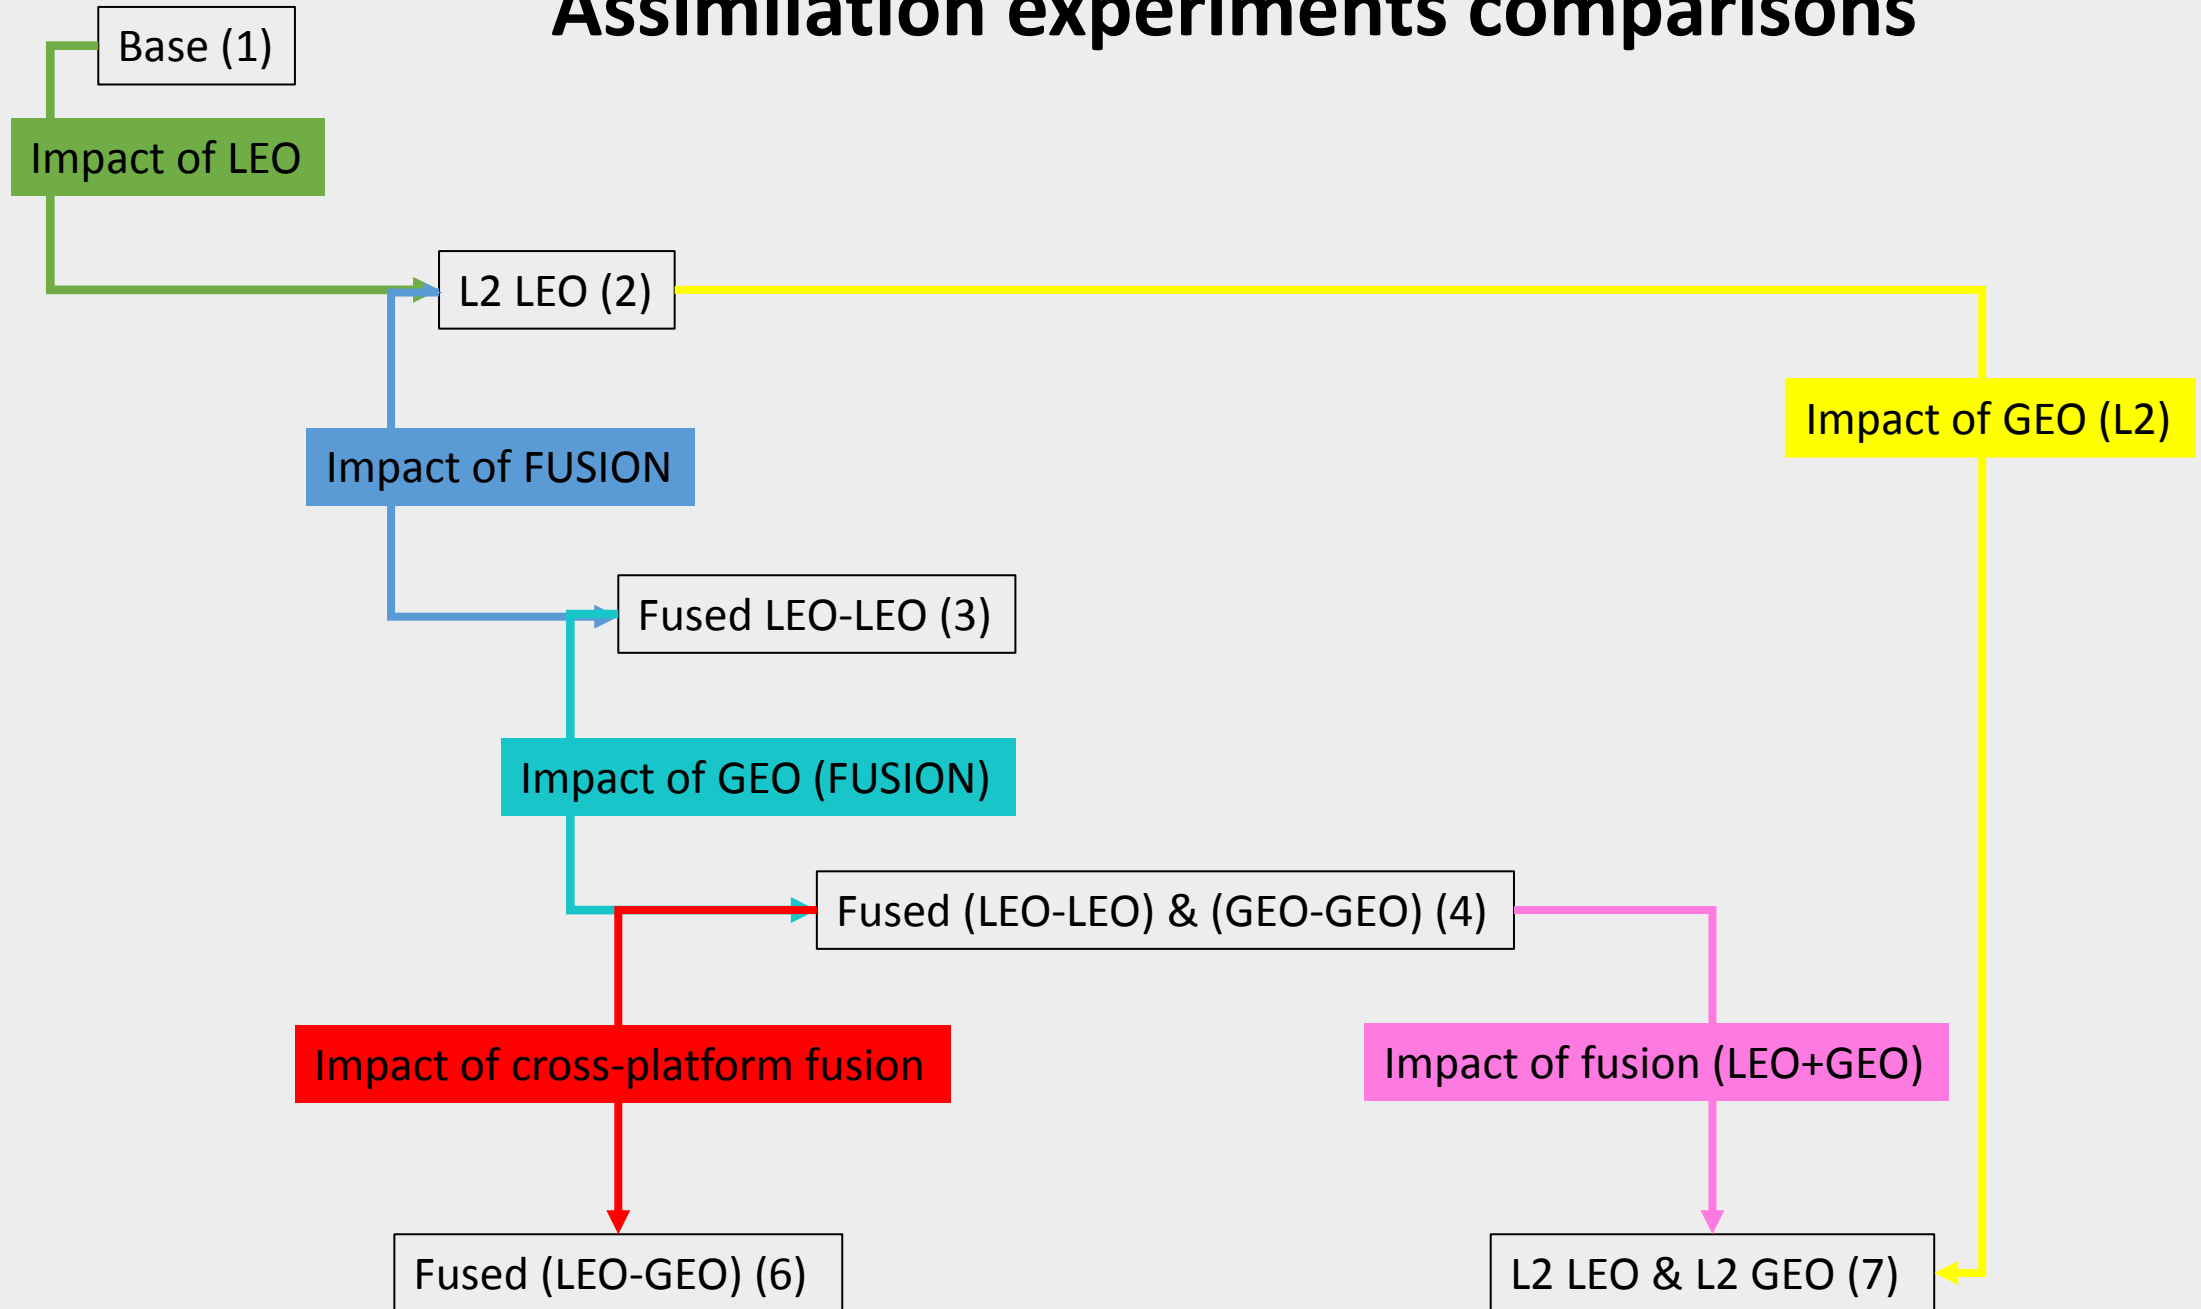 Assimilation experiments comparisons
Base (1)
Impact of LEO
L2 LEO (2)
Impact of GEO (L2)
Impact of FUSION
Fused LEO-LEO (3)
Impact of GEO (FUSION)
Fused (LEO-LEO) & (GEO-GEO) (4)
Impact of cross-platform fusion
Impact of fusion (LEO+GEO)
Fused (LEO-GEO) (6)
L2 LEO & L2 GEO (7)